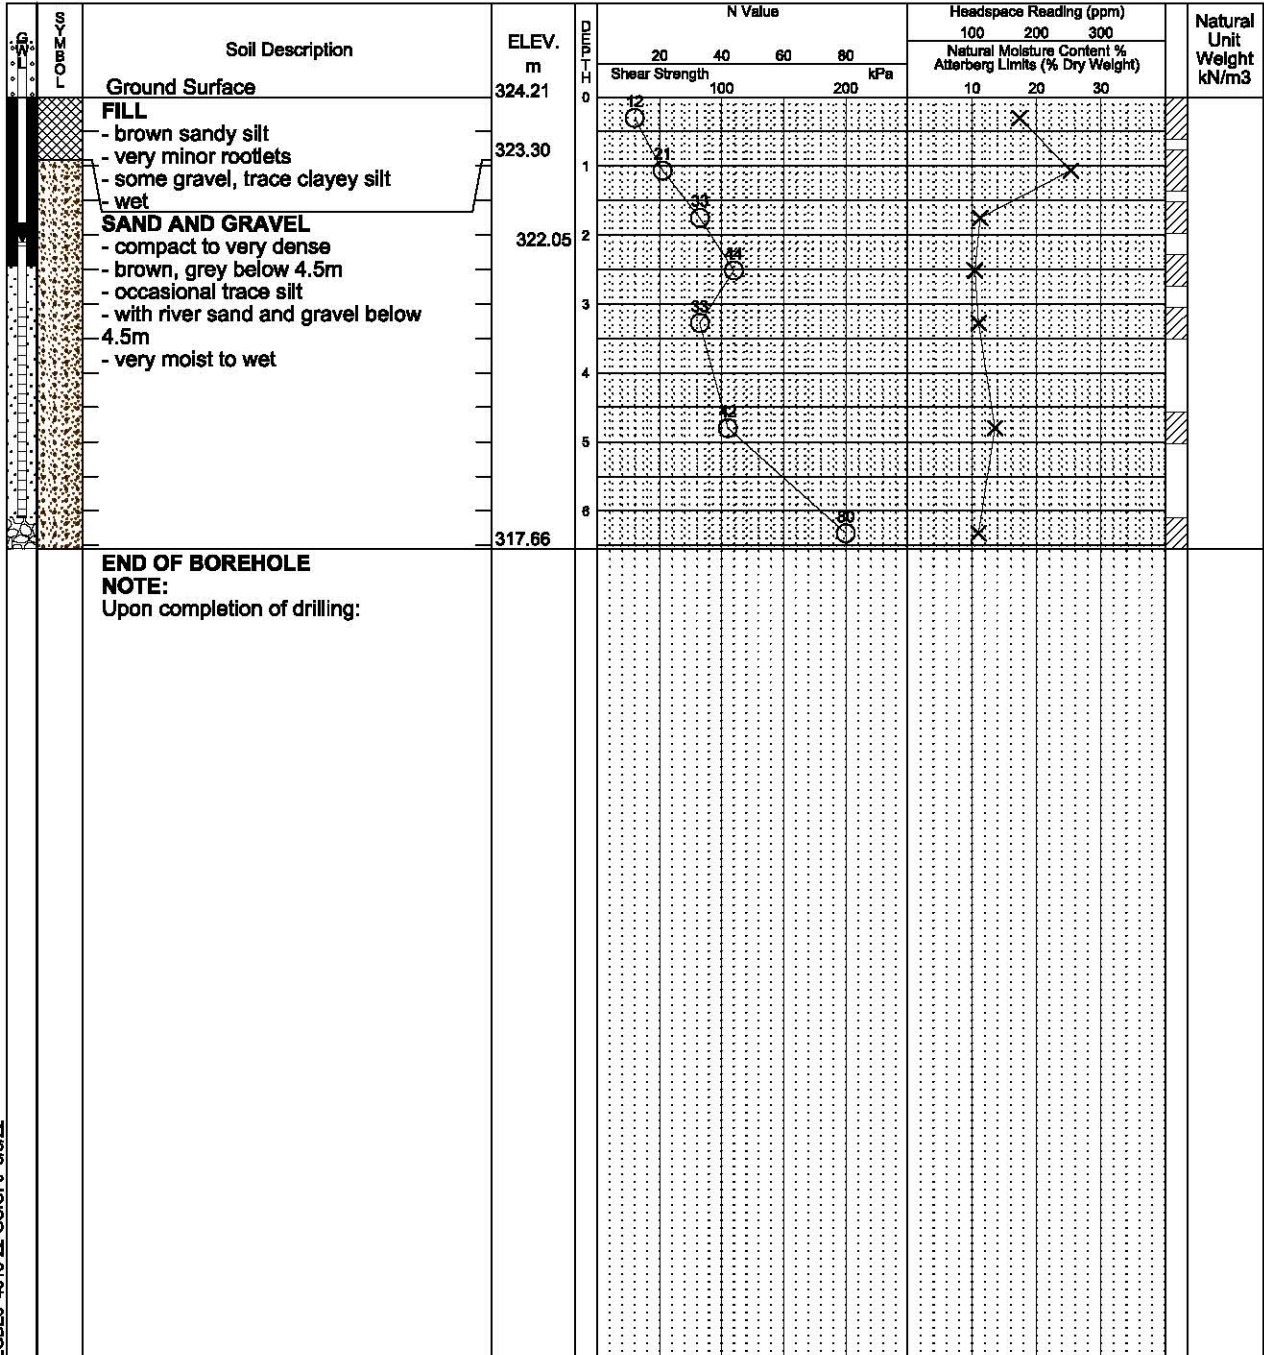 GWL
SYMBOL
Soil Description
ELEV.
m
DEPTH
N Value
20 40 60 80
Shear Strength kPa
100 200
Headspace Reading (ppm)
100 200 300
Natural Moisture Content %
Atterberg Limits (% Dry Weight)
10 20 30
Natural
Unit
Weight
kN/m3
Ground Surface
324.21
0
FILL
- brown sandy silt
- very minor rootlets
- some gravel, trace clayey silt
- wet
323.30
SAND AND GRAVEL
- compact to very dense
- brown, grey below 4.5m
- occasional trace silt
- with river sand and gravel below
4.5m
- very moist to wet
322.05
317.66
1
2
3
4
5
6
12
21
33
44
33
42
80
END OF BOREHOLE
NOTE:
Upon completion of drilling: